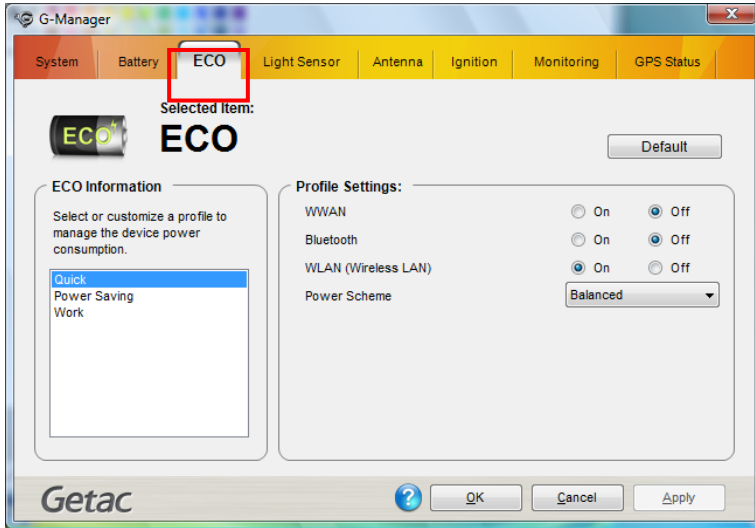 G-Manager
System Battery ECO Light Sensor Antenna Ignition Monitoring GPS Status
Selected Item:
ECO
ECO
Default
ECO Information
Select or customize a profile to
manage the device power
consumption.
Quick
Power Saving
Work
Profile Settings:
WWAN On Off
Bluetooth On Off
WLAN (Wireless LAN) On Off
Power Scheme Balanced
Getac ? OK Cancel Apply